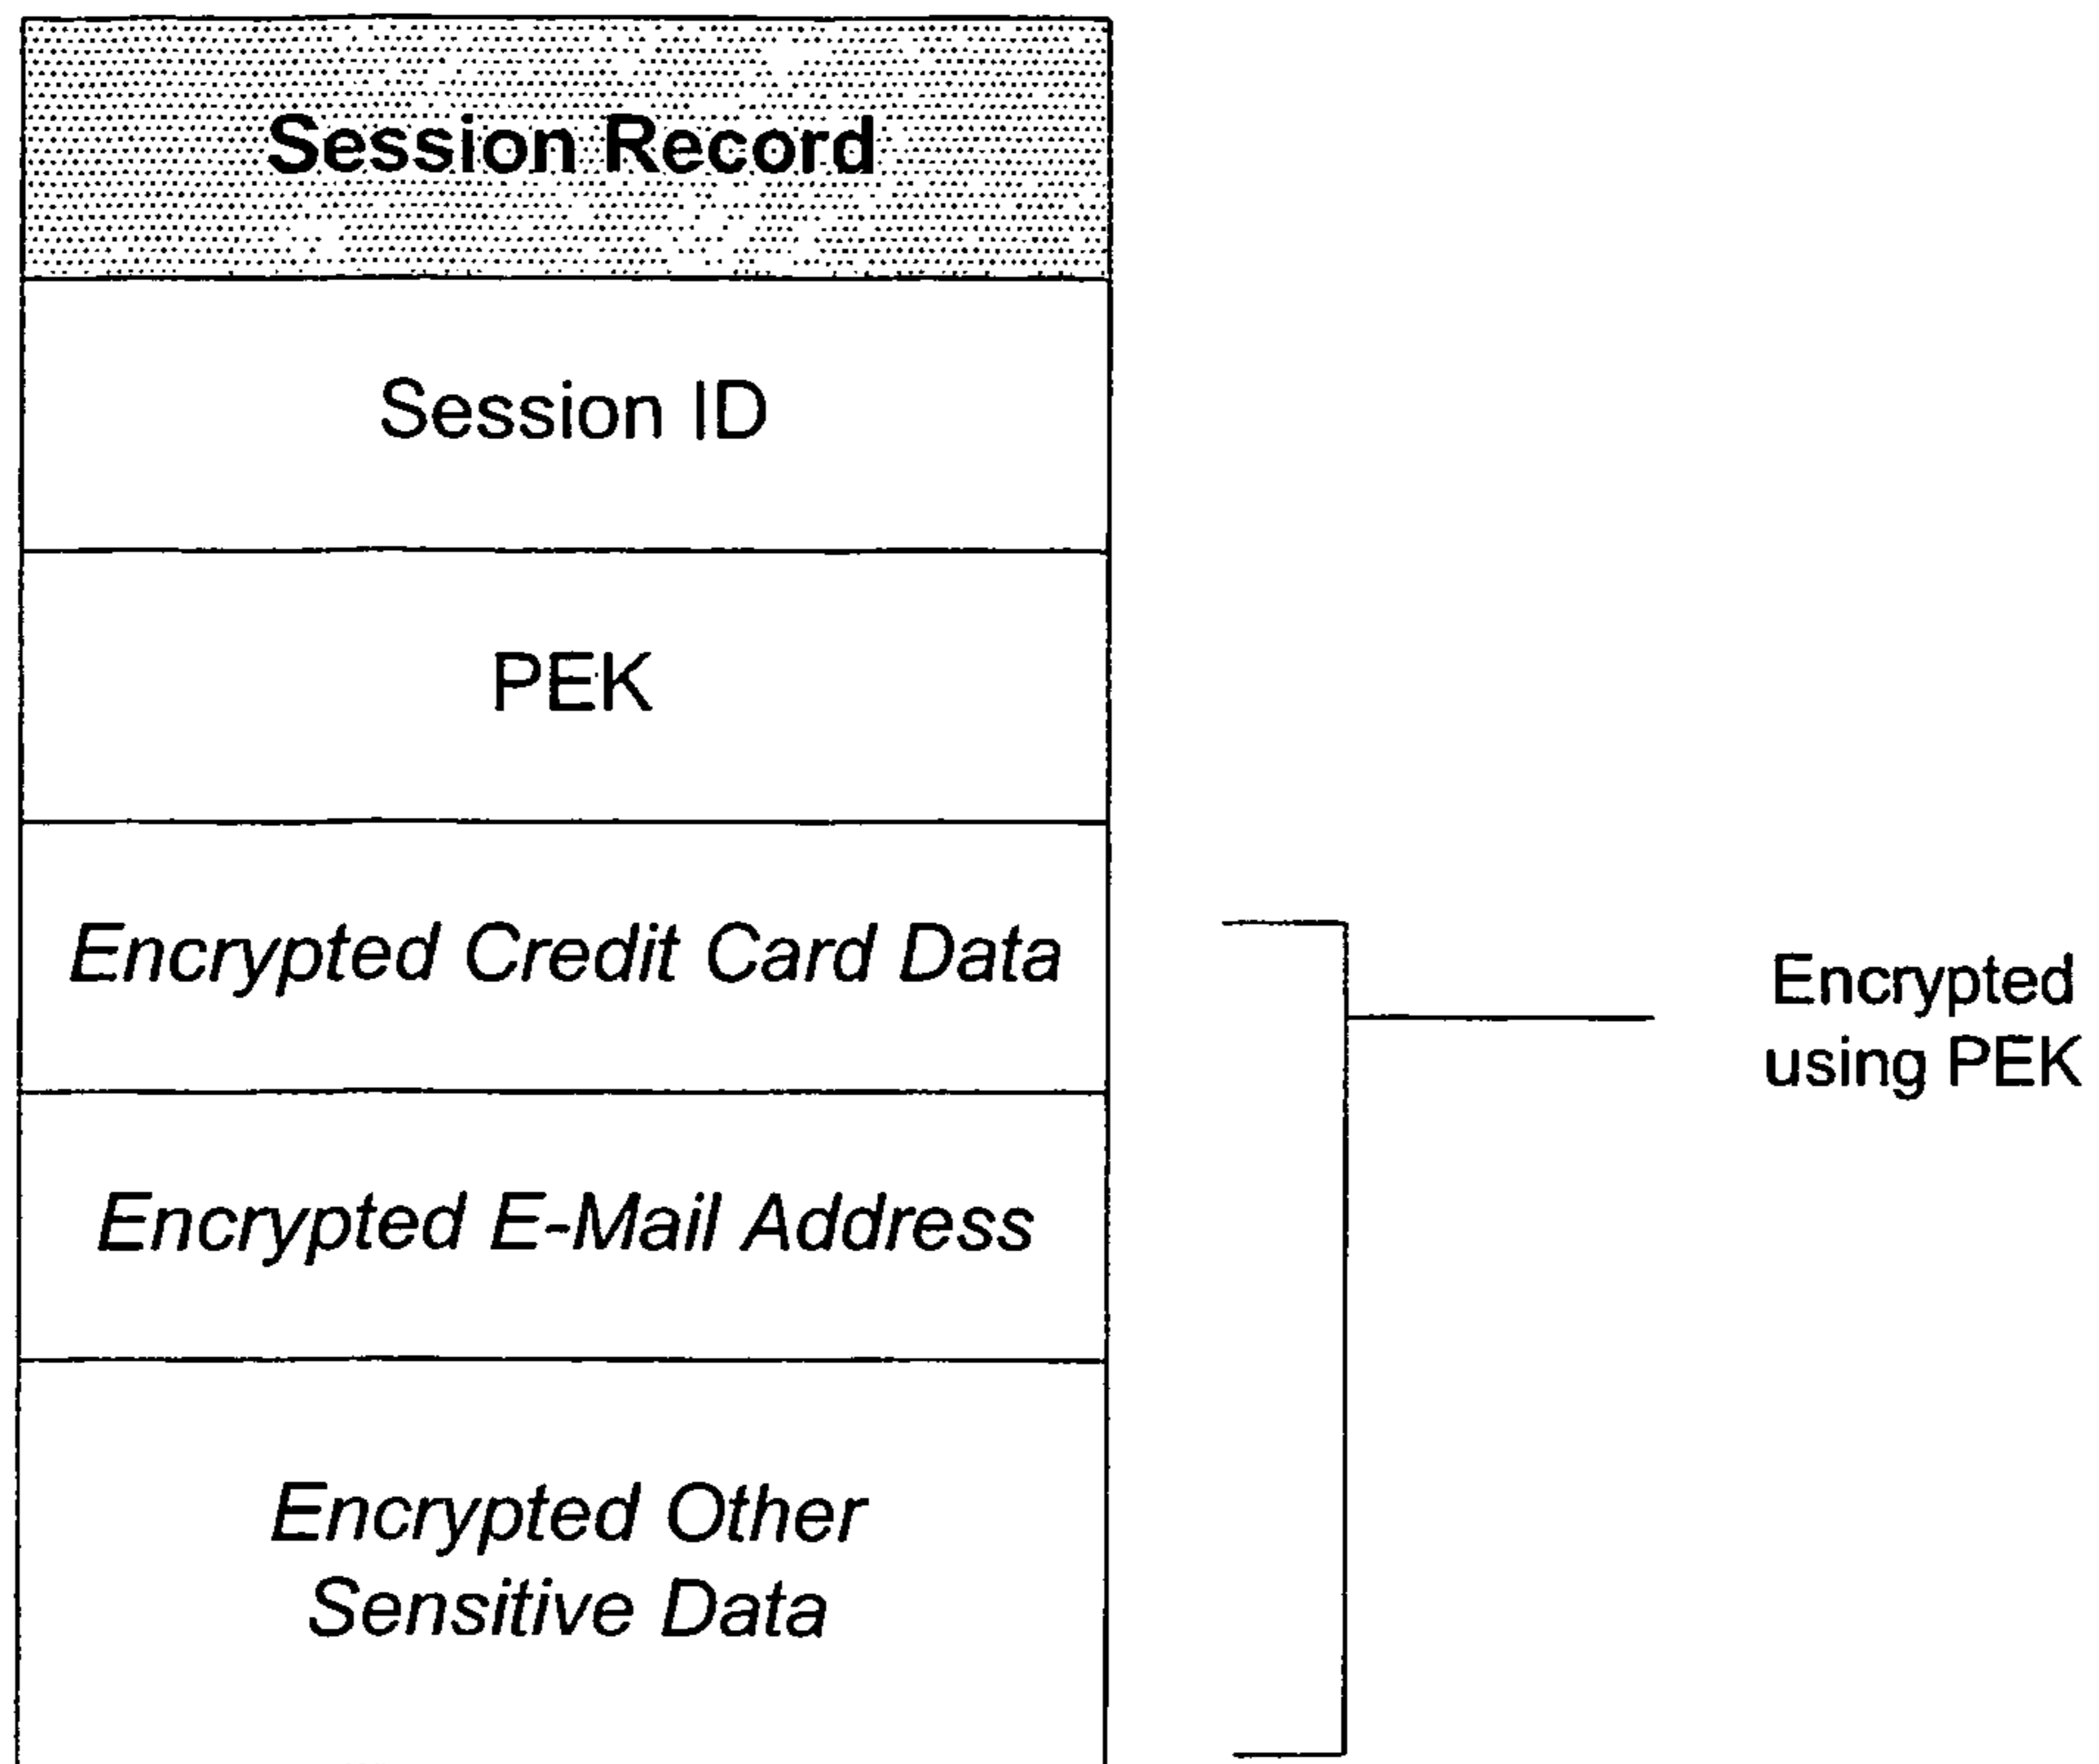 Session Record
Session ID
PEK
Encrypted Credit Card Data
Encrypted
using PEK
Encrypted E-Mail Address
Encrypted Other
Sensitive Data